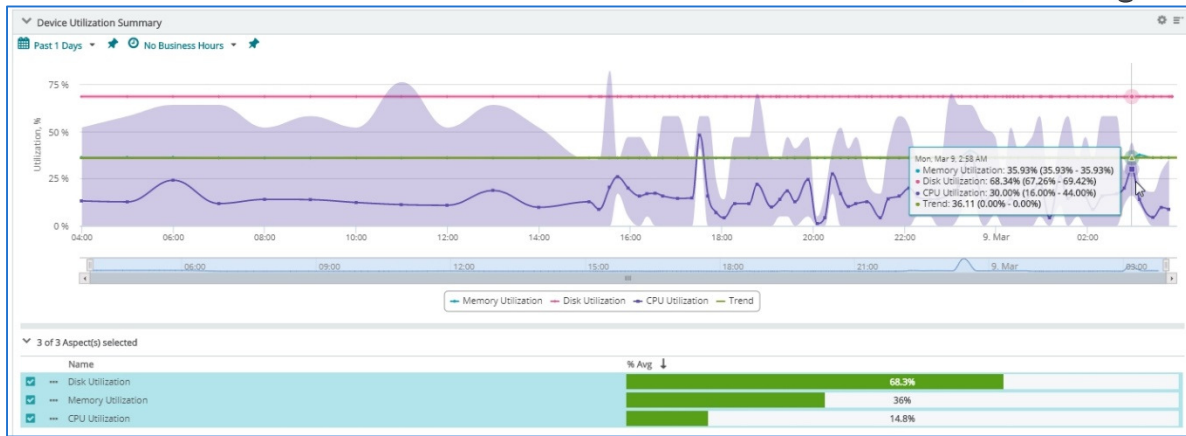 Device Utilization Summary
Past 1 Days No Business Hours
75 %
50 %
25 %
0 %
Utilization, %
04:00 06:00 08:00 10:00 12:00 14:00 16:00 18:00 20:00 22:00 9. Mar 02:00
Mon, Mar 9, 2:58 AM
Memory Utilization: 35.93% (35.93% - 35.93%)
Disk Utilization: 68.34% (67.26% - 69.42%)
CPU Utilization: 30.00% (16.00% - 44.00%)
Trend: 36.11 (0.00% - 0.00%)
06:00 09:00 12:00 15:00 18:00 21:00 9. Mar 03:00
Memory Utilization Disk Utilization CPU Utilization Trend
3 of 3 Aspect(s) selected
Name % Avg ↓
Disk Utilization 68.3%
Memory Utilization 36%
CPU Utilization 14.8%